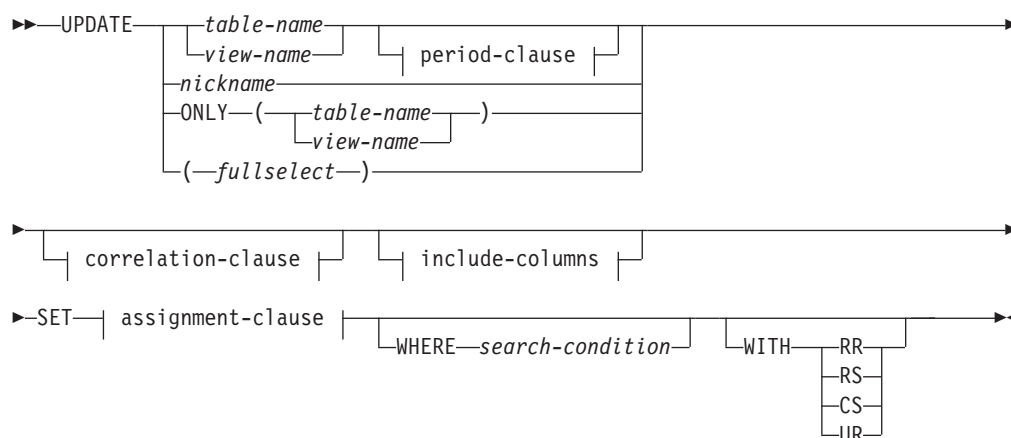 UPDATE table-name
view-name period-clause
nickname
ONLY ( table-name )
view-name
( fullselect )
correlation-clause include-columns
SET assignment-clause
WHERE search-condition WITH RR
RS
CS
UR